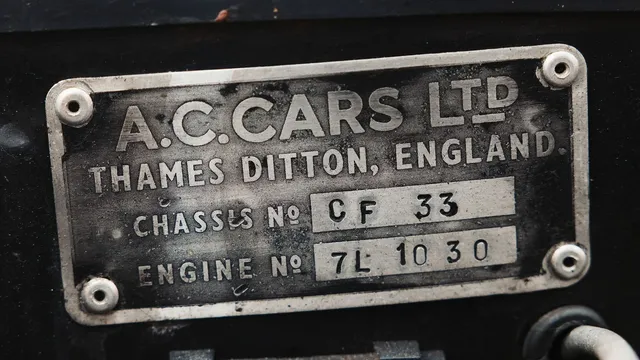 A.C. CARS LTD
THAMES DITTON, ENGLAND.
CHASSIS No CF 33
ENGINE No 7L 1030